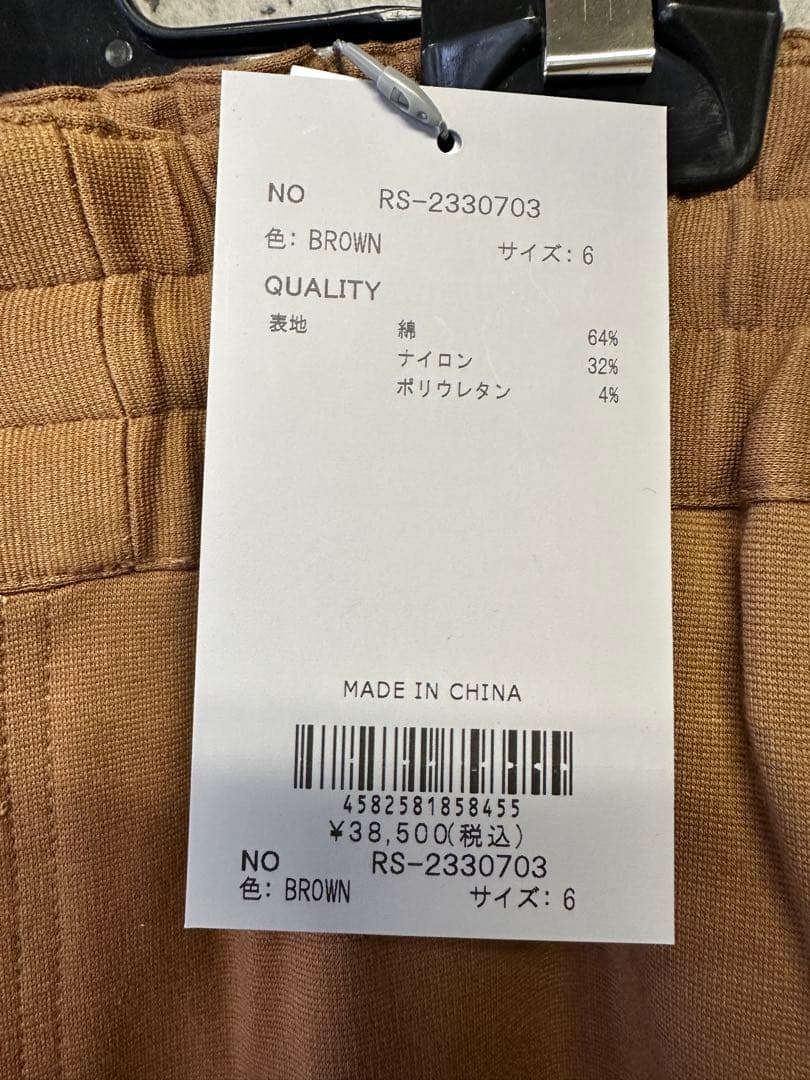 NO RS-2330703
色: BROWN サイズ: 6
QUALITY
表地 綿 64%
ナイロン 32%
ポリウレタン 4%
MADE IN CHINA
4582581858455
¥38,500(税込)
NO RS-2330703
色: BROWN サイズ: 6